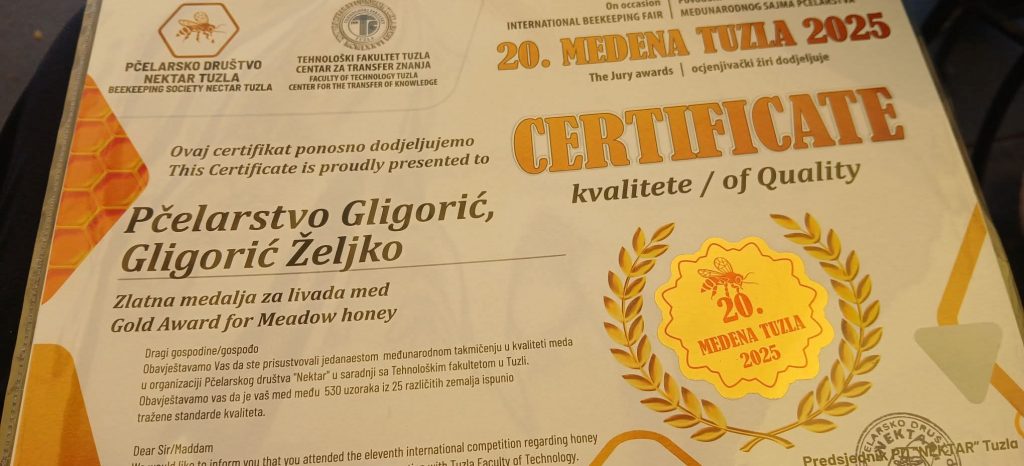 PČELARSKO DRUŠTVO
NEKTAR TUZLA
BEEKEEPING SOCIETY NECTAR TUZLA
TEHNOLOŠKI FAKULTET TUZLA
CENTAR ZA TRANSFER ZNANJA
FACULTY OF TECHNOLOGY TUZLA
CENTER FOR THE TRANSFER OF KNOWLEDGE
On occasion
INTERNATIONAL BEEKEEPING FAIR
MEĐUNARODNOG SAJMA PČELARSTVA
20. MEDENA TUZLA 2025
The Jury awards | ocjenjivački žiri dodjeljuje
CERTIFICATE
kvalitete / of Quality
Ovaj certifikat ponosno dodjeljujemo
This Certificate is proudly presented to
Pčelarstvo Gligorić,
Gligorić Željko
Zlatna medalja za livada med
Gold Award for Meadow honey
Dragi gospodine/gospođo
Obavještavamo Vas da ste prisustvovali jedanaestom međunarodnom takmičenju u kvaliteti meda
u organizaciji Pčelarskog društva "Nektar" u saradnji sa Tehnološkim fakultetom u Tuzli.
Obavještavamo vas da je vaš med među 530 uzoraka iz 25 različitih zemalja ispunio
tražene standarde kvaliteta.
Dear Sir/Maddam
would like to inform you that you attended the eleventh international competition regarding honey
with Tuzla Faculty of Technology.
20.
MEDENA TUZLA
2025
PČELARSKO DRUŠTVO
NEKTAR
Predsjednik PD "NEKTAR" Tuzla